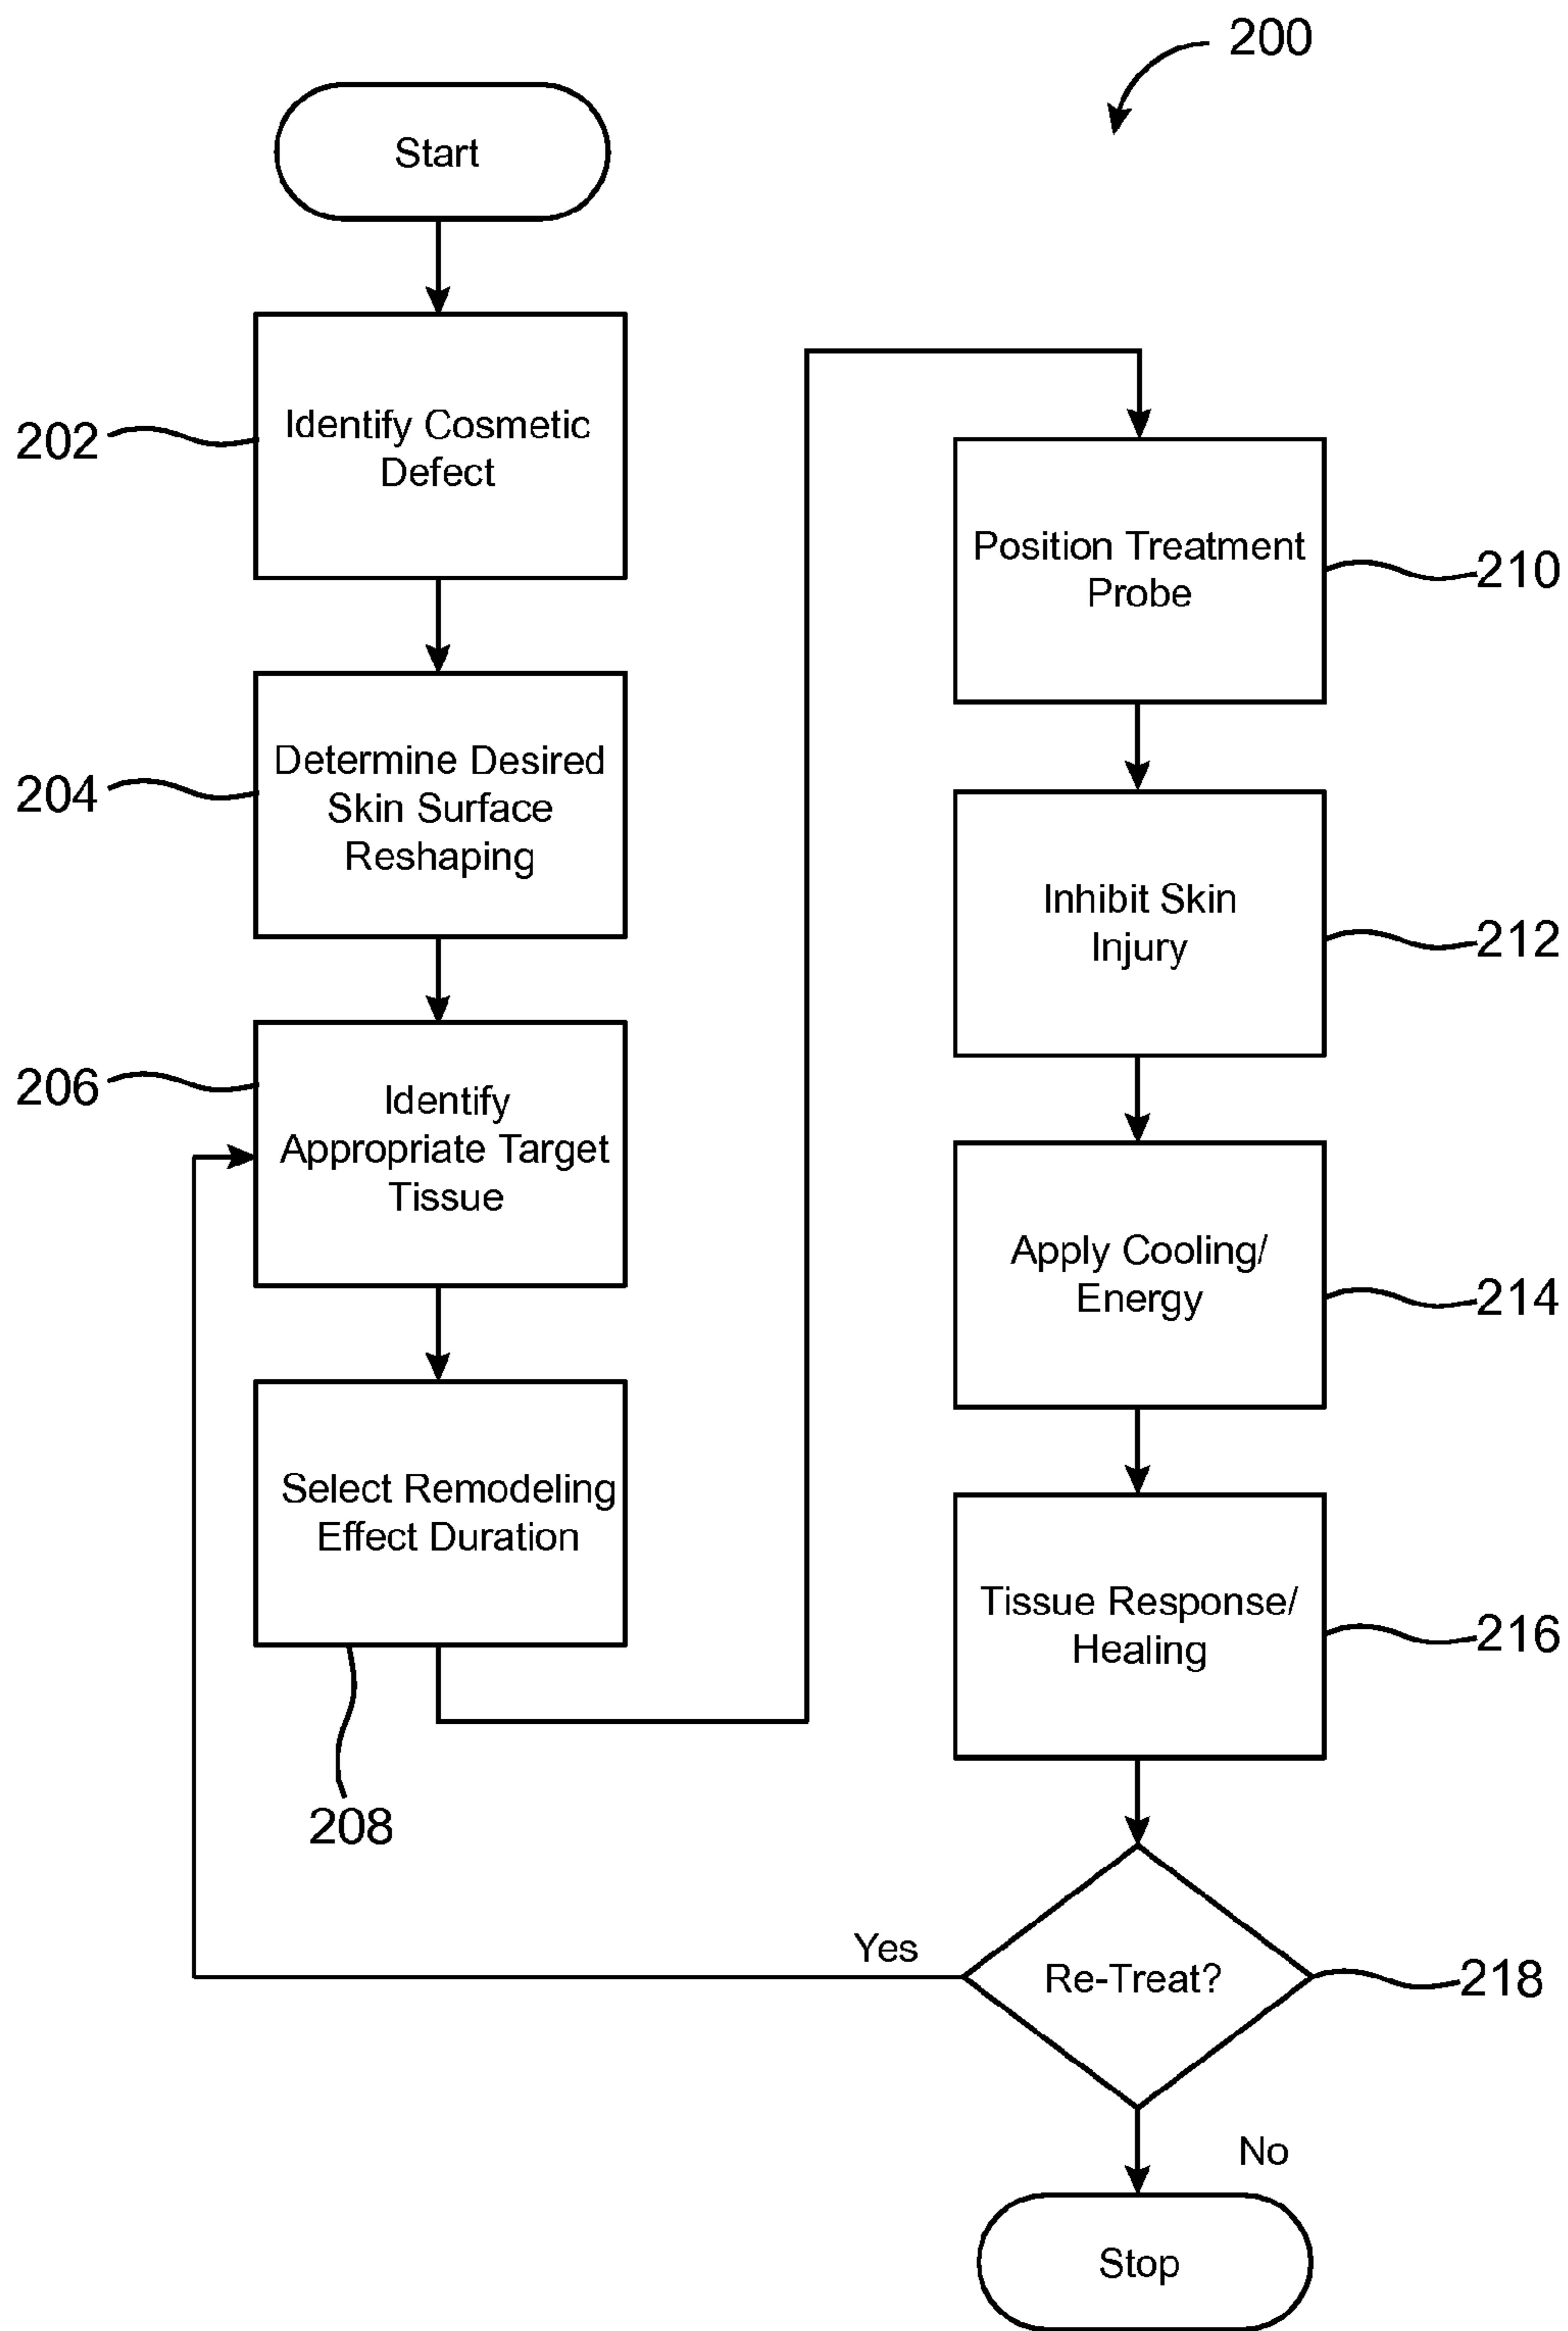 200
Start
202
Identify Cosmetic
Defect
204
Determine Desired
Skin Surface
Reshaping
206
Identify
Appropriate Target
Tissue
Select Remodeling
Effect Duration
208
Position Treatment
Probe
210
Inhibit Skin
Injury
212
Apply Cooling/
Energy
214
Tissue Response/
Healing
216
Yes
Re-Treat?
218
No
Stop